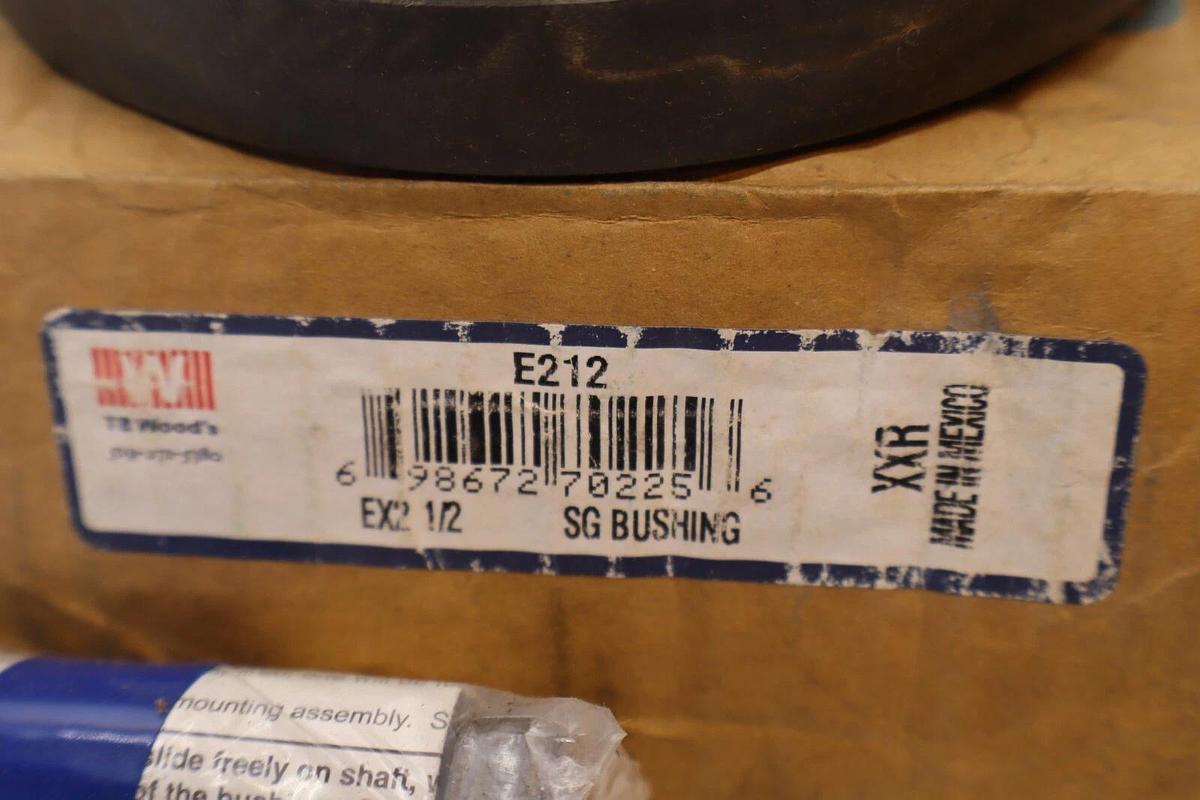 E212
TB Wood's
6 98672 70225 6
EX2 1/2 SG BUSHING
XXR
MADE IN MEXICO
mounting assembly. S
slide freely on shaft, w
of the bush